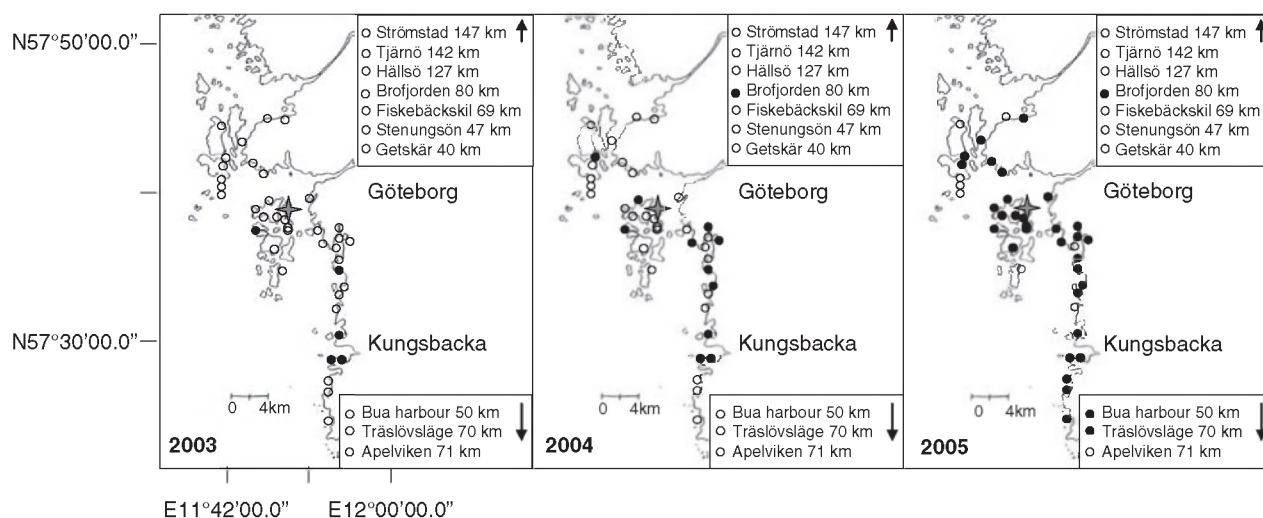 N57°50’00.0”
N57°30’00.0”
Strömstad 147 km
Tjärnö 142 km
Hällsö 127 km
Brofjorden 80 km
Fiskebäckskil 69 km
Stenungsön 47 km
Getskär 40 km
Göteborg
Kungsbacka
0 4km
Bua harbour 50 km
Träslövsläge 70 km
Apelviken 71 km
2003
Strömstad 147 km
Tjärnö 142 km
Hällsö 127 km
Brofjorden 80 km
Fiskebäckskil 69 km
Stenungsön 47 km
Getskär 40 km
Göteborg
Kungsbacka
0 4km
Bua harbour 50 km
Träslövsläge 70 km
Apelviken 71 km
2004
Strömstad 147 km
Tjärnö 142 km
Hällsö 127 km
Brofjorden 80 km
Fiskebäckskil 69 km
Stenungsön 47 km
Getskär 40 km
Göteborg
Kungsbacka
0 4km
Bua harbour 50 km
Träslövsläge 70 km
Apelviken 71 km
2005
E11°42’00.0” E12°00’00.0”